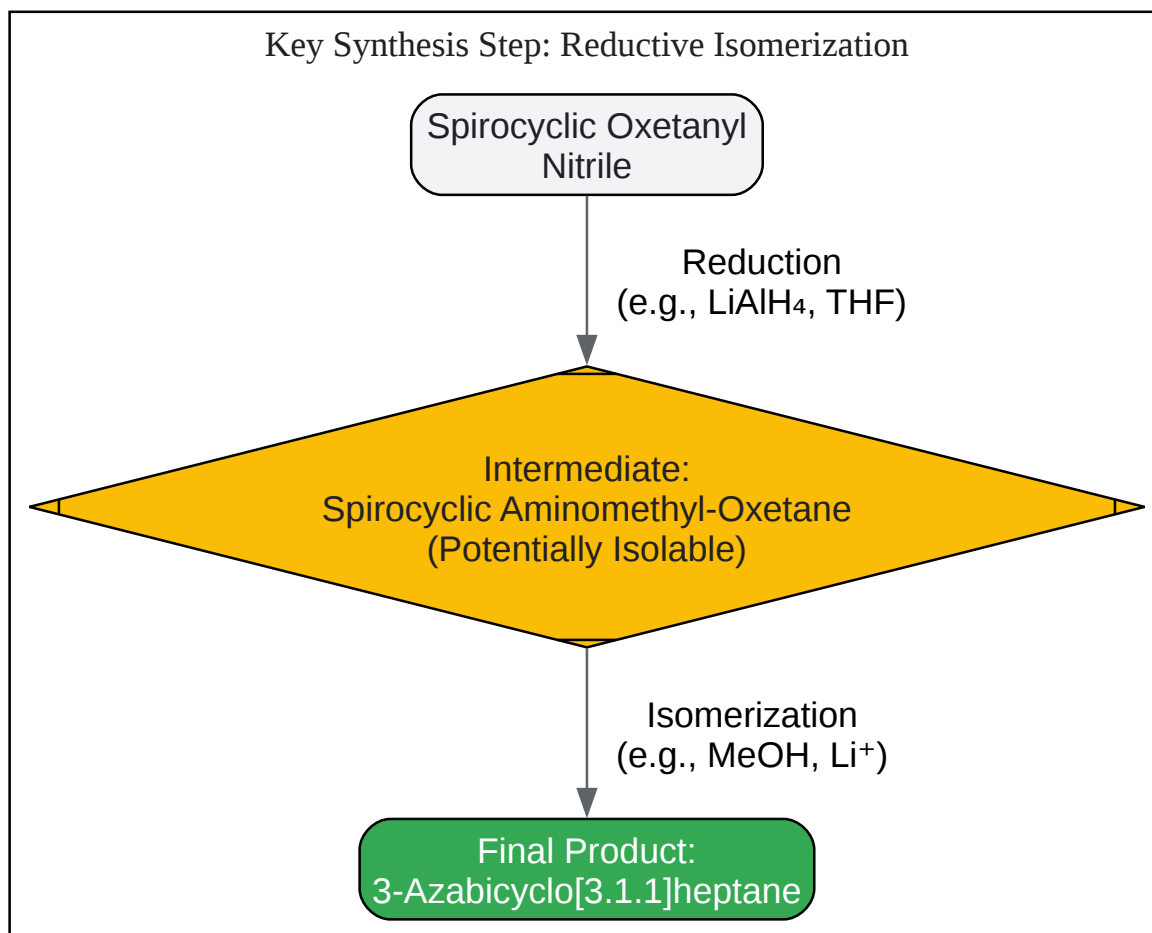 Key Synthesis Step: Reductive Isomerization
Spirocyclic Oxetanyl
Nitrile
Reduction
(e.g., LiAlH₄, THF)
Intermediate:
Spirocyclic Aminomethyl-Oxetane
(Potentially Isolable)
Isomerization
(e.g., MeOH, Li⁺)
Final Product:
3-Azabicyclo[3.1.1]heptane